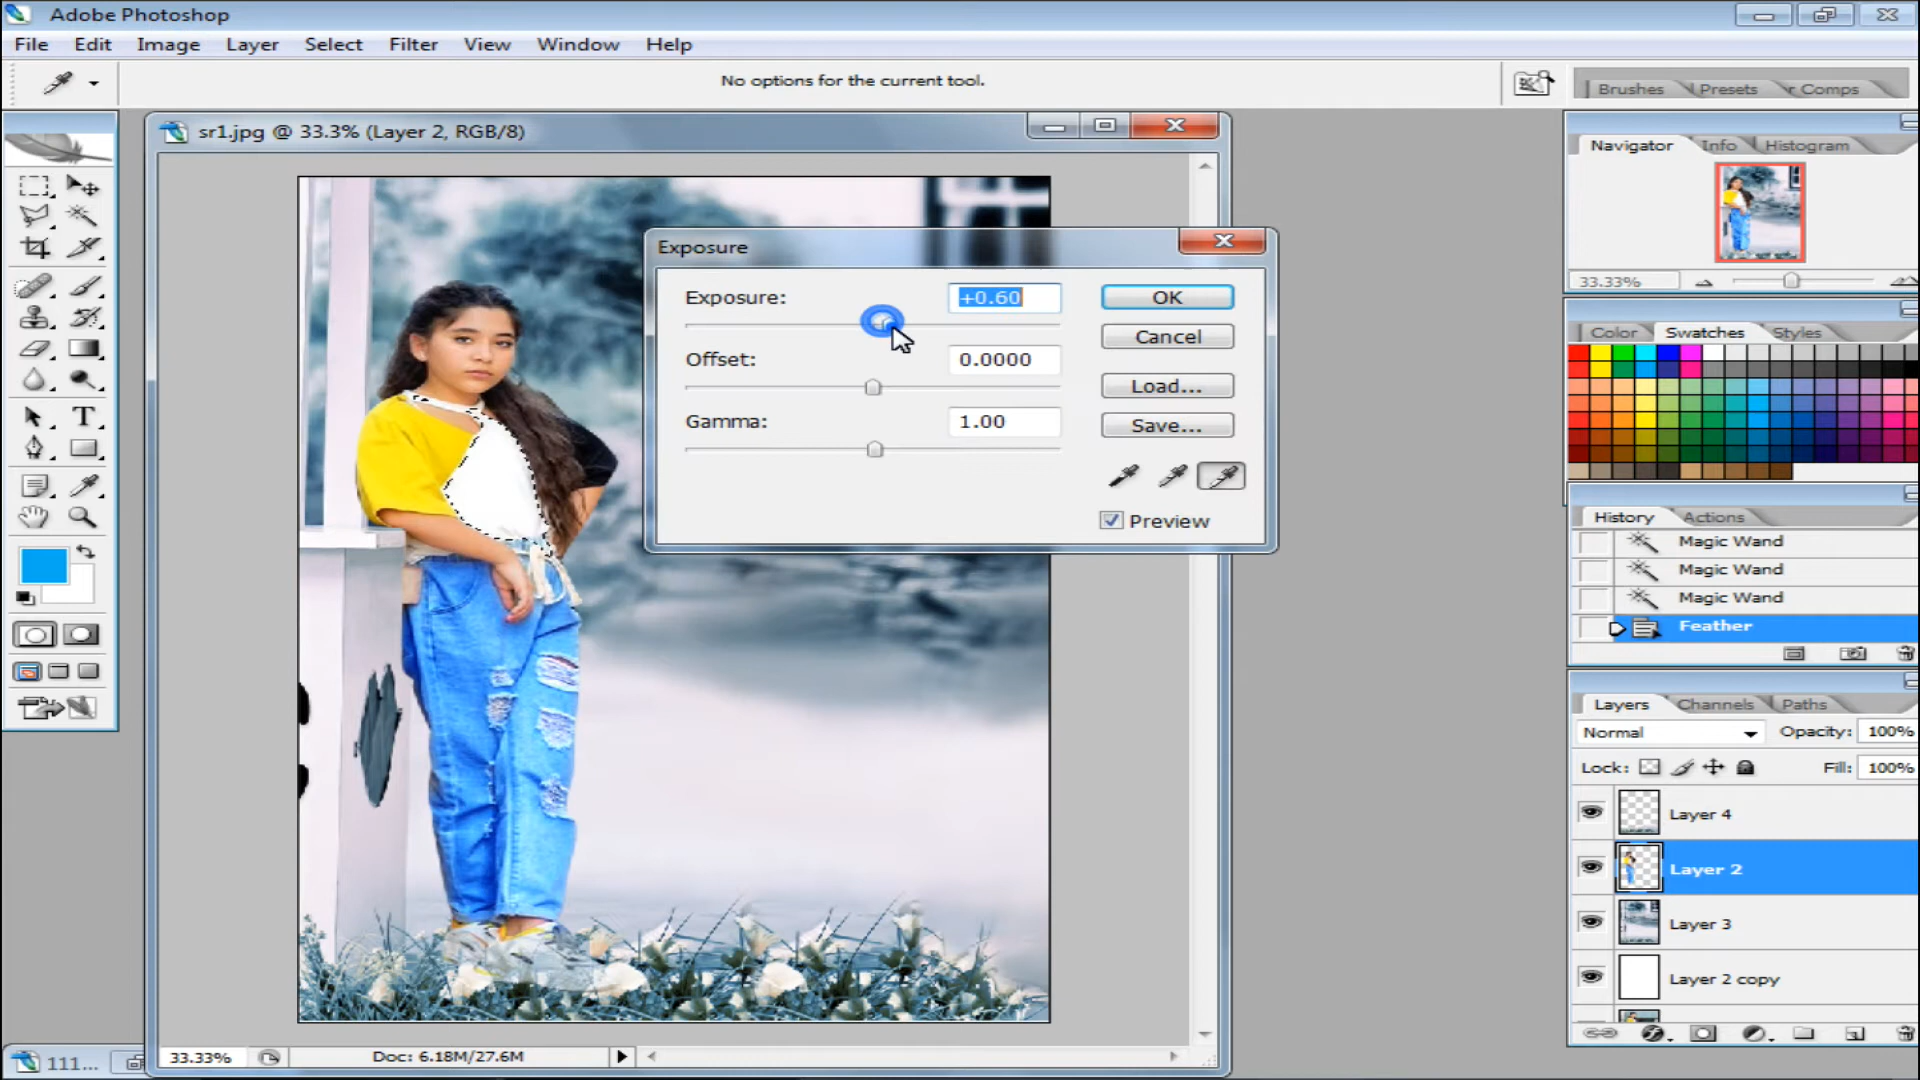 Adobe Photoshop
File Edit Image Layer Select Filter View Window Help
No options for the current tool.
Brushes Presets r Comps
sr1.jpg @ 33.3% (Layer 2, RGB/8)
Navigator Info Histogram
Exposure
Exposure: +0.60 OK
33.33%
Cancel
Color Swatches Styles
Offset: 0.0000
Load...
Gamma: 1.00
Save...
T
Preview
History Actions
Magic Wand
Magic Wand
Magic Wand
Feather
Layers Channels Paths
Normal Opacity: 100%
Lock: Fill: 100%
Layer 4
Layer 2
Layer 3
Layer 2 copy
33.33% Doc: 6.18M/27.6M
111...